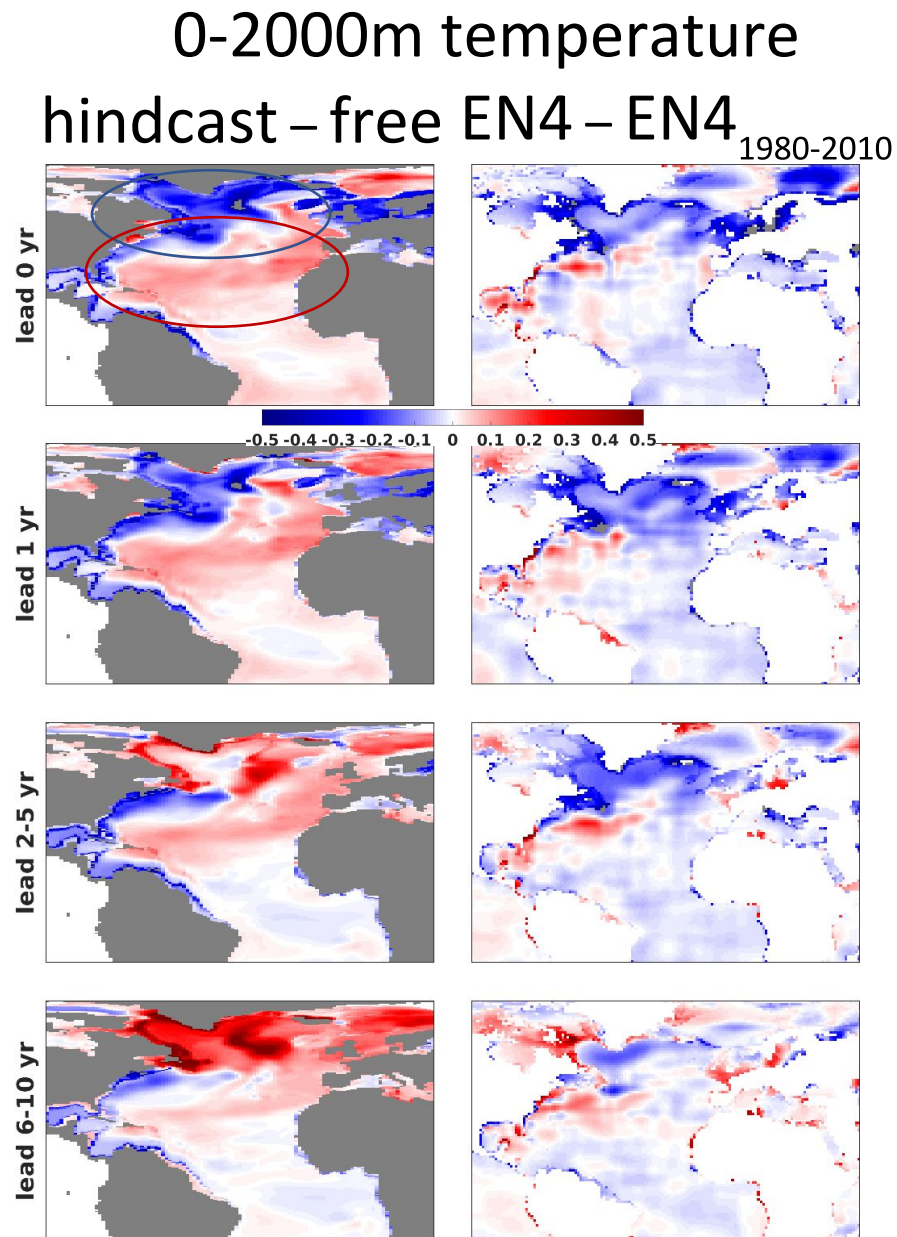 0-2000m temperature
hindcast – free EN4 – EN4 1980-2010
lead 0 yr
-0.5 -0.4 -0.3 -0.2 -0.1 0 0.1 0.2 0.3 0.4 0.5
lead 1 yr
lead 2-5 yr
lead 6-10 yr